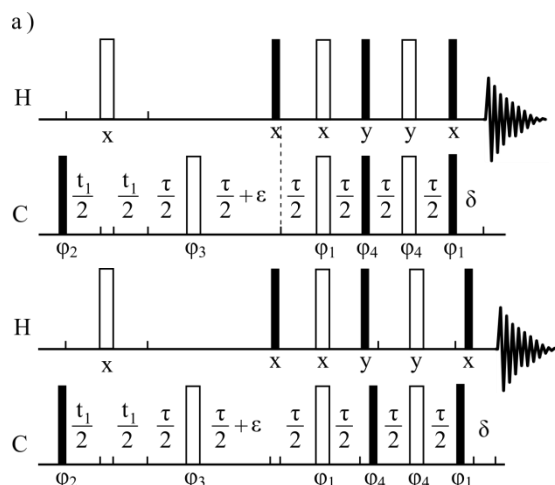 a )
H
x x x y y x
C t₁/2 t₁/2 τ/2 τ/2 + ε τ/2 τ/2 τ/2 τ/2 δ
φ₂ φ₃ φ₁ φ₄ φ₄ φ₁
H
x x x y y x
C t₁/2 t₁/2 τ/2 τ/2 + ε τ/2 τ/2 τ/2 τ/2 δ
φ₂ φ₃ φ₁ φ₄ φ₄ φ₁